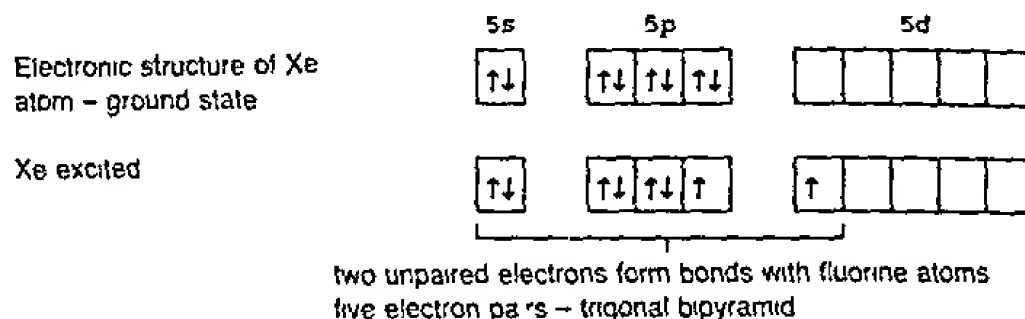 5s 5p 5d
Electronic structure of Xe
atom – ground state
↑↓ ↑↓ ↑↓ ↑↓
Xe excited
↑↓ ↑↓ ↑↓ ↑ ↑
two unpaired electrons form bonds with fluorine atoms
five electron pairs – trigonal bipyramid